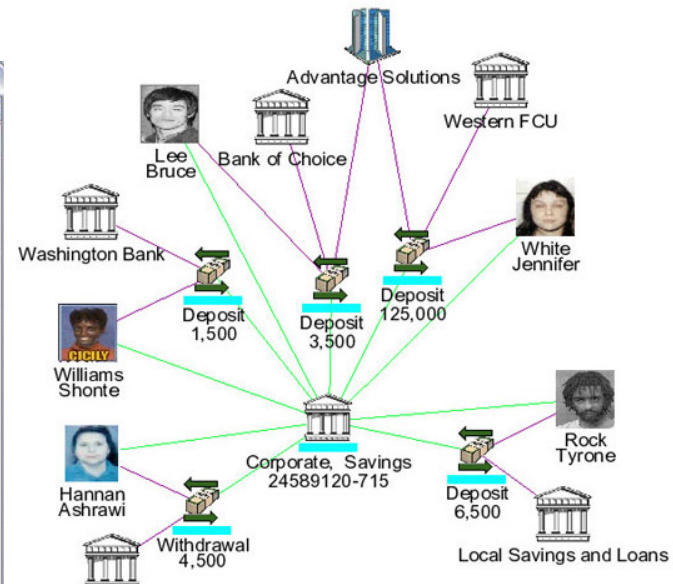 Advantage Solutions
Western FCU
Lee
Bruce
Bank of Choice
White
Jennifer
Washington Bank
Deposit
1,500
Deposit
3,500
Deposit
125,000
CICILY
Williams
Shonte
Rock
Tyrone
Hannan
Ashrawi
Corporate, Savings
24589120-715
Deposit
6,500
Withdrawal
4,500
Local Savings and Loans